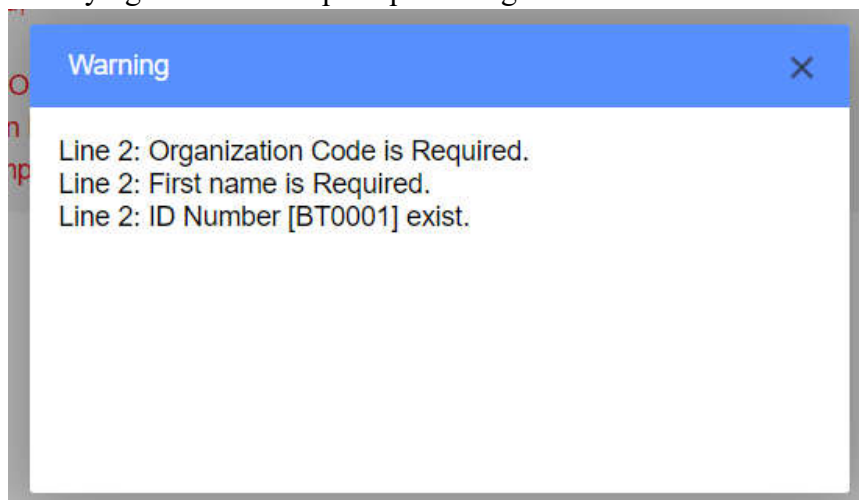 Warning
Line 2: Organization Code is Required.
Line 2: First name is Required.
Line 2: ID Number [BT0001] exist.